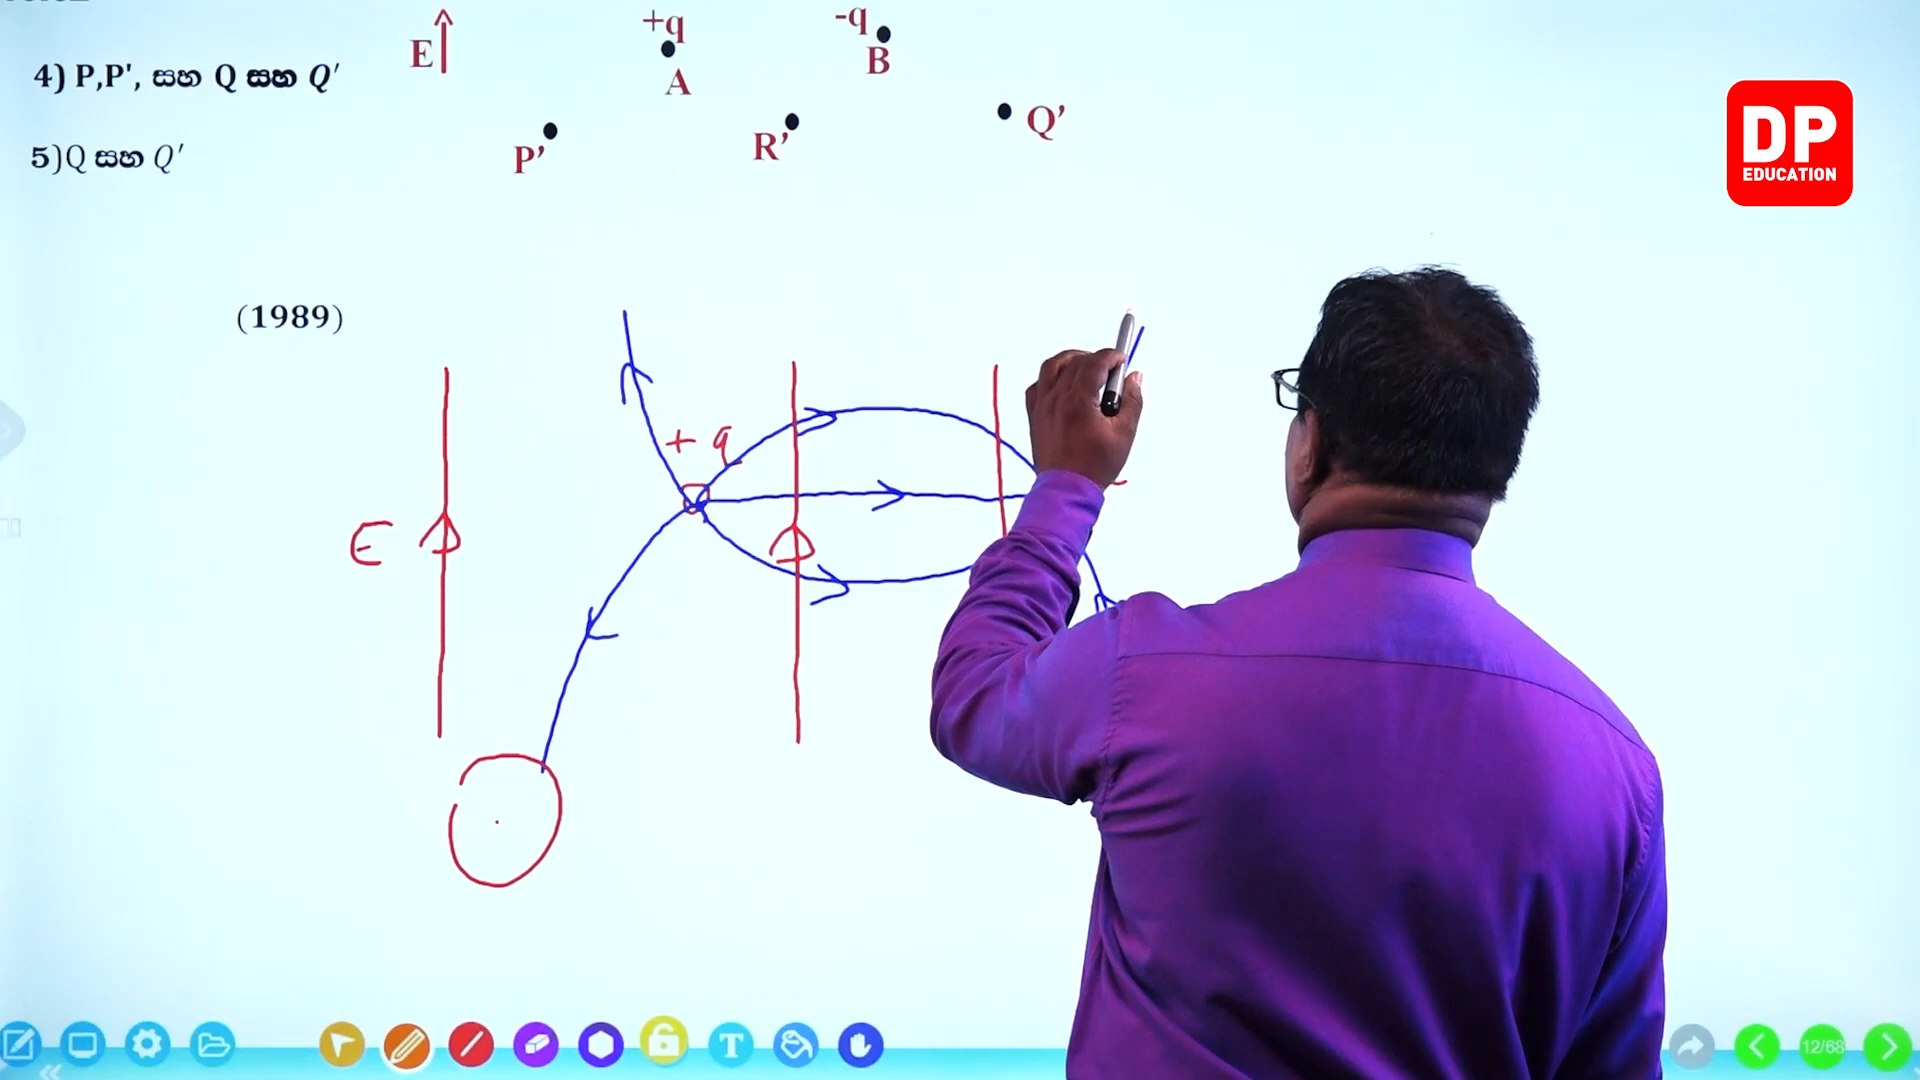 4) P,P', සහ Q සහ Q'
5)Q සහ Q'
E
+q
A
-q
B
P'
R'
Q'
DP
EDUCATION
(1989)
+ q
E
T
12/68